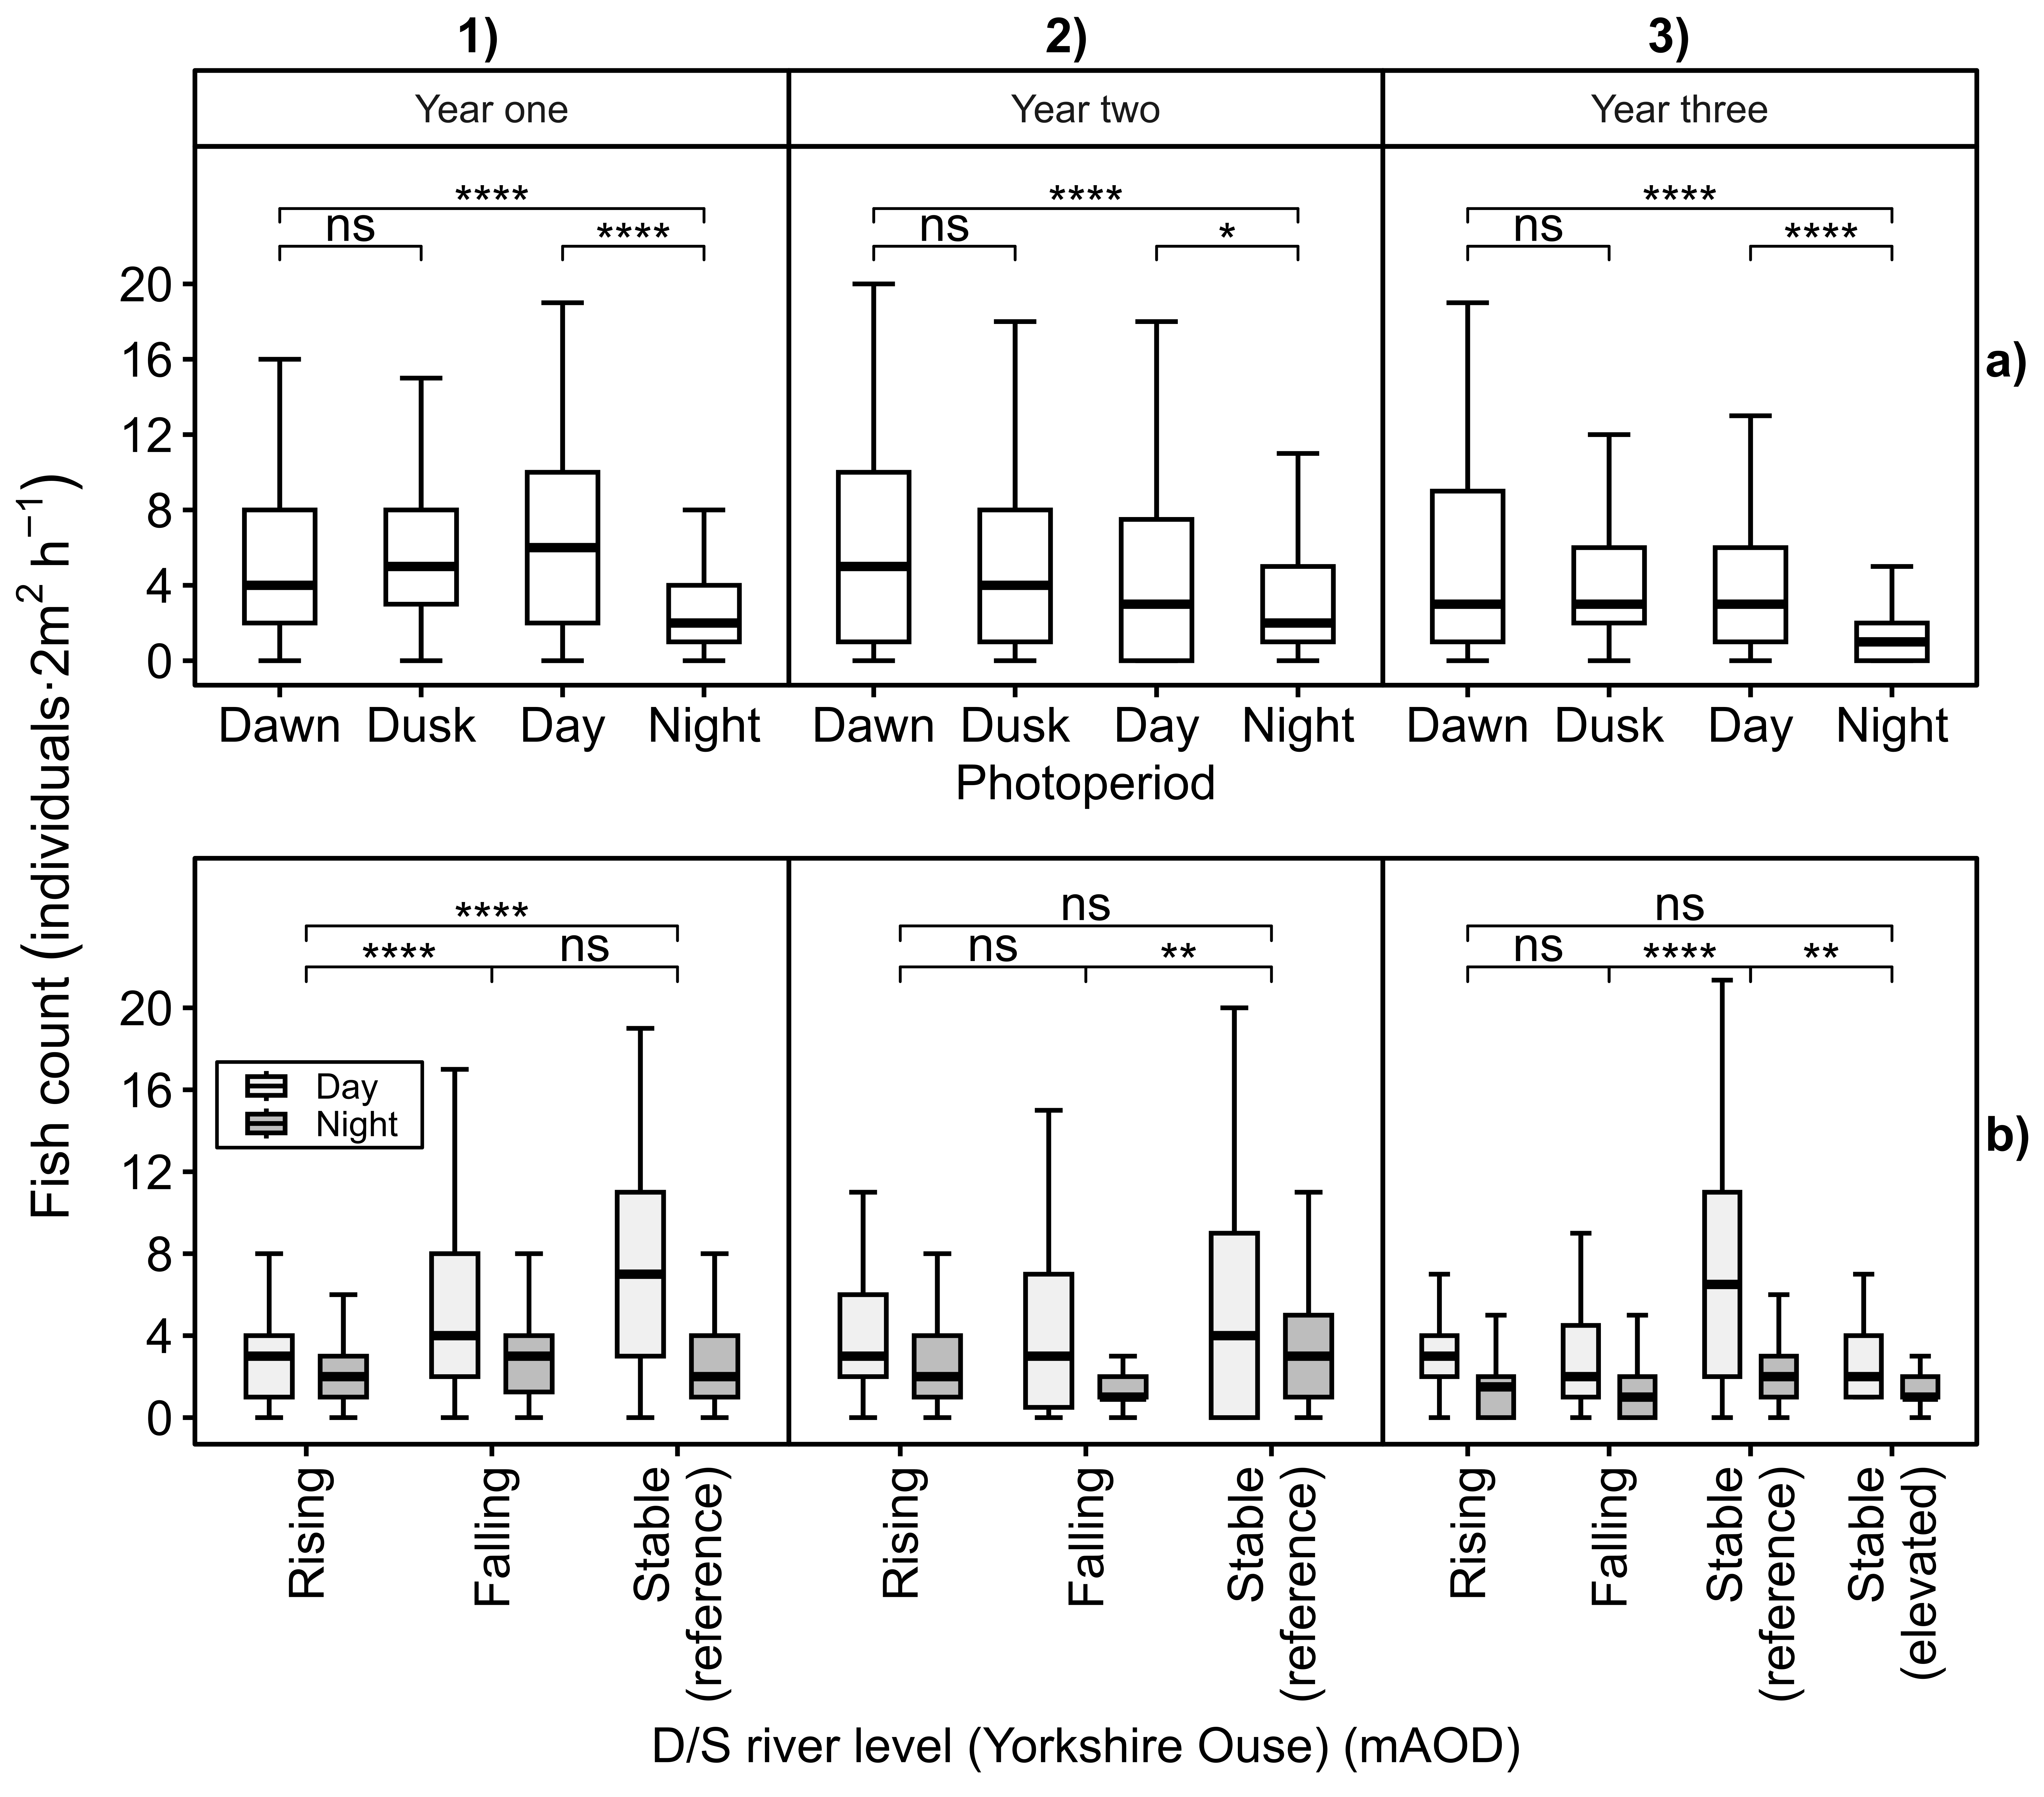 1) 2) 3)
Year one Year two Year three
**** **** ****
ns **** ns * ns ****
20
16
12
8
4
0
a)
Dawn Dusk Day Night Dawn Dusk Day Night Dawn Dusk Day Night
Photoperiod
Fish count (individuals·2m² h⁻¹)
**** ns ns
**** ns ns ** ns **** **
20
16
12
8
4
0
Day
Night
b)
Rising
Falling
Stable
(reference)
Rising
Falling
Stable
(reference)
Rising
Falling
Stable
(reference)
Stable
(elevated)
D/S river level (Yorkshire Ouse) (mAOD)